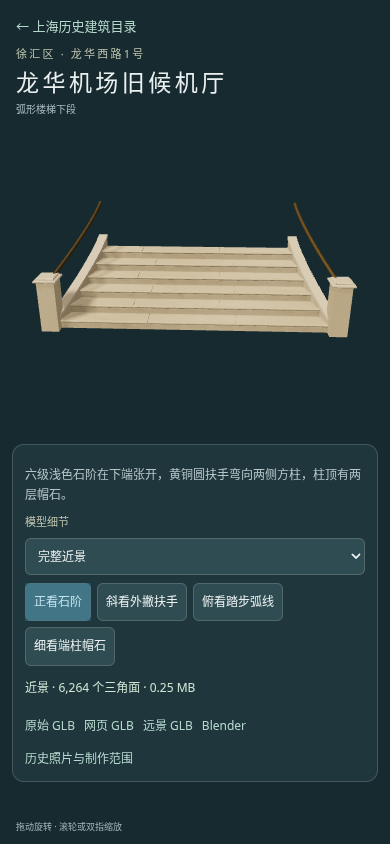 ← 上海历史建筑目录
徐汇区 · 龙华西路1号
龙华机场旧候机厅
弧形楼梯下段
六级浅色石阶在下端张开，黄铜圆扶手弯向两侧方柱，柱顶有两
层帽石。
模型细节
完整近景
正看石阶 斜看外撇扶手 俯看踏步弧线
细看端柱帽石
近景 · 6,264 个三角面 · 0.25 MB
原始 GLB 网页 GLB 远景 GLB Blender
历史照片与制作范围
拖动旋转 · 滚轮或双指缩放